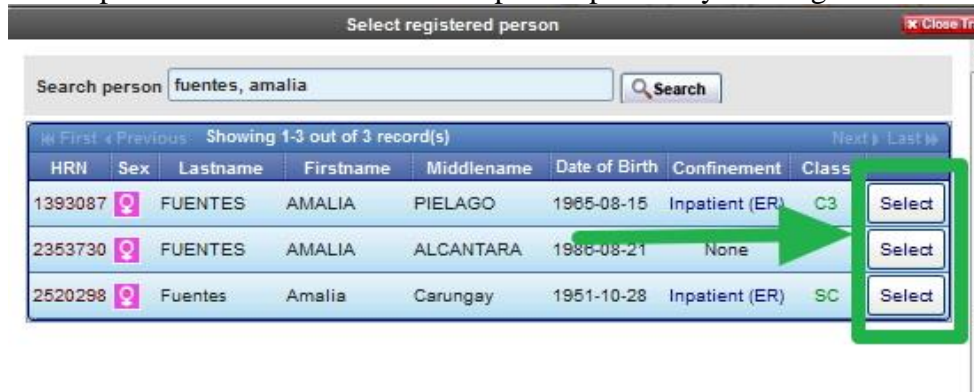 Select registered person
Close Tr
Search person fuentes, amalia Search
First Previous Showing 1-3 out of 3 record(s) Next Last
HRN Sex Lastname Firstname Middlename Date of Birth Confinement Class
1393087 FUENTES AMALIA PIELAGO 1965-08-15 Inpatient (ER) C3 Select
2353730 FUENTES AMALIA ALCANTARA 1986-08-21 None Select
2520298 Fuentes Amalia Carungay 1951-10-28 Inpatient (ER) SC Select